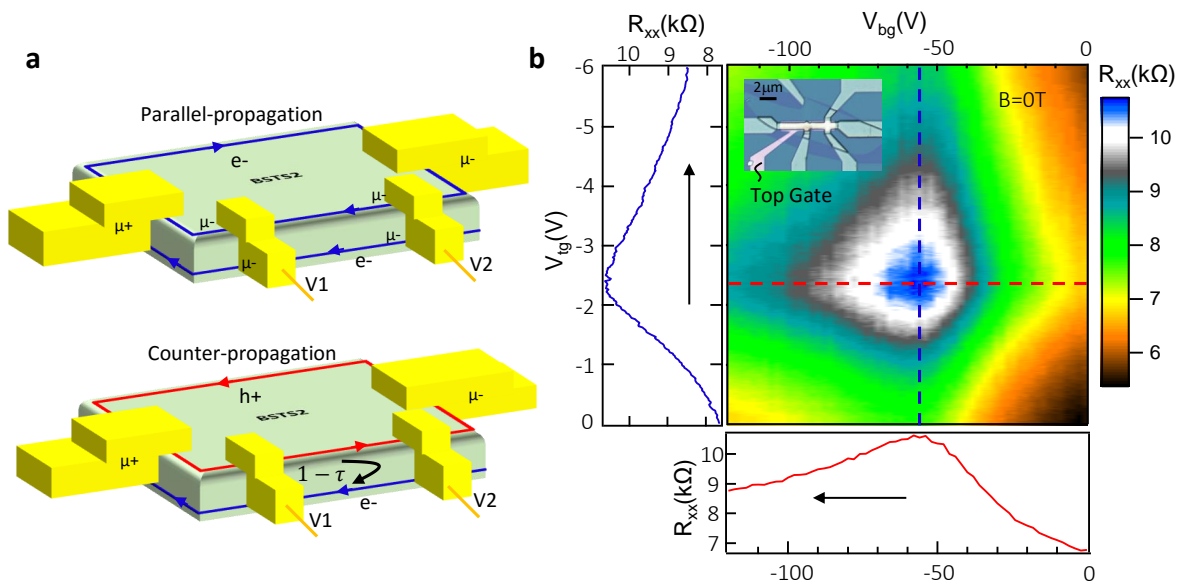 a
Parallel-propagation
e-
BSTS2
μ-
μ+
μ-
μ-
μ-
μ-
e-
V1
V2
Counter-propagation
h+
BSTS2
μ-
μ+
1 − τ
e-
V1
V2
b
Rxx(kΩ)
10 9 8
-6
-5
-4
-3
-2
-1
0
Vtg(V)
Vbg(V)
-100 -50 0
2μm
B=0T
Top Gate
Rxx(kΩ)
10
9
8
7
6
Rxx(kΩ)
10
9
8
7
-100 -50 0